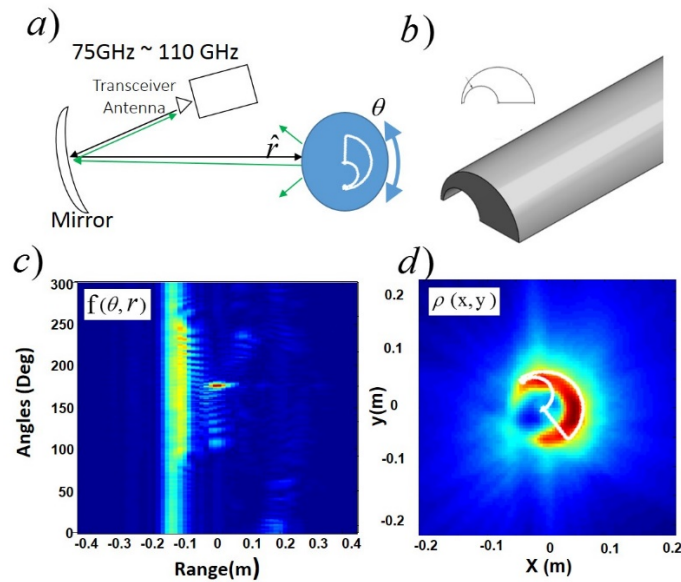 a)
75GHz ~ 110 GHz
Transceiver
Antenna
r̂
θ
Mirror
b)
c)
f(θ,r)
Angles (Deg)
300
250
200
150
100
50
0
-0.4 -0.3 -0.2 -0.1 0 0.1 0.2 0.3 0.4
Range(m)
d)
ρ(x,y)
y(m)
0.2
0.1
0
-0.1
-0.2
-0.2 -0.1 0 0.1 0.2
X (m)